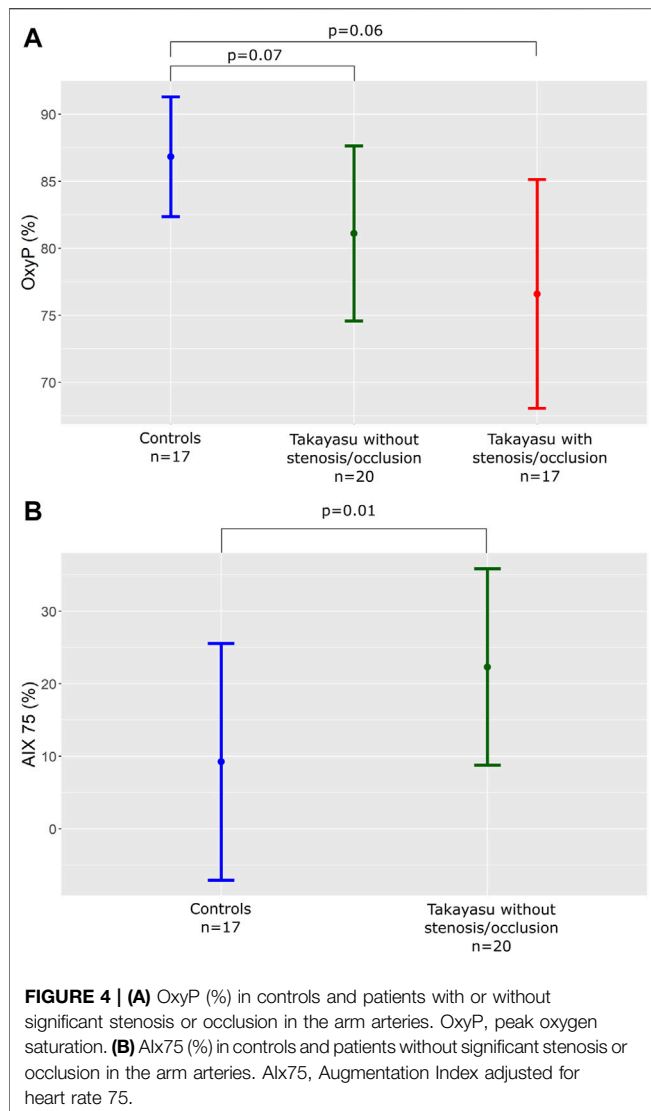 A
p=0.06
p=0.07
OxyP (%)
90
85
80
75
70
Controls
n=17
Takayasu without
stenosis/occlusion
n=20
Takayasu with
stenosis/occlusion
n=17
B
p=0.01
AIX 75 (%)
30
20
10
0
Controls
n=17
Takayasu without
stenosis/occlusion
n=20
FIGURE 4 | (A) OxyP (%) in controls and patients with or without
significant stenosis or occlusion in the arm arteries. OxyP, peak oxygen
saturation. (B) AIx75 (%) in controls and patients without significant stenosis or
occlusion in the arm arteries. AIx75, Augmentation Index adjusted for
heart rate 75.